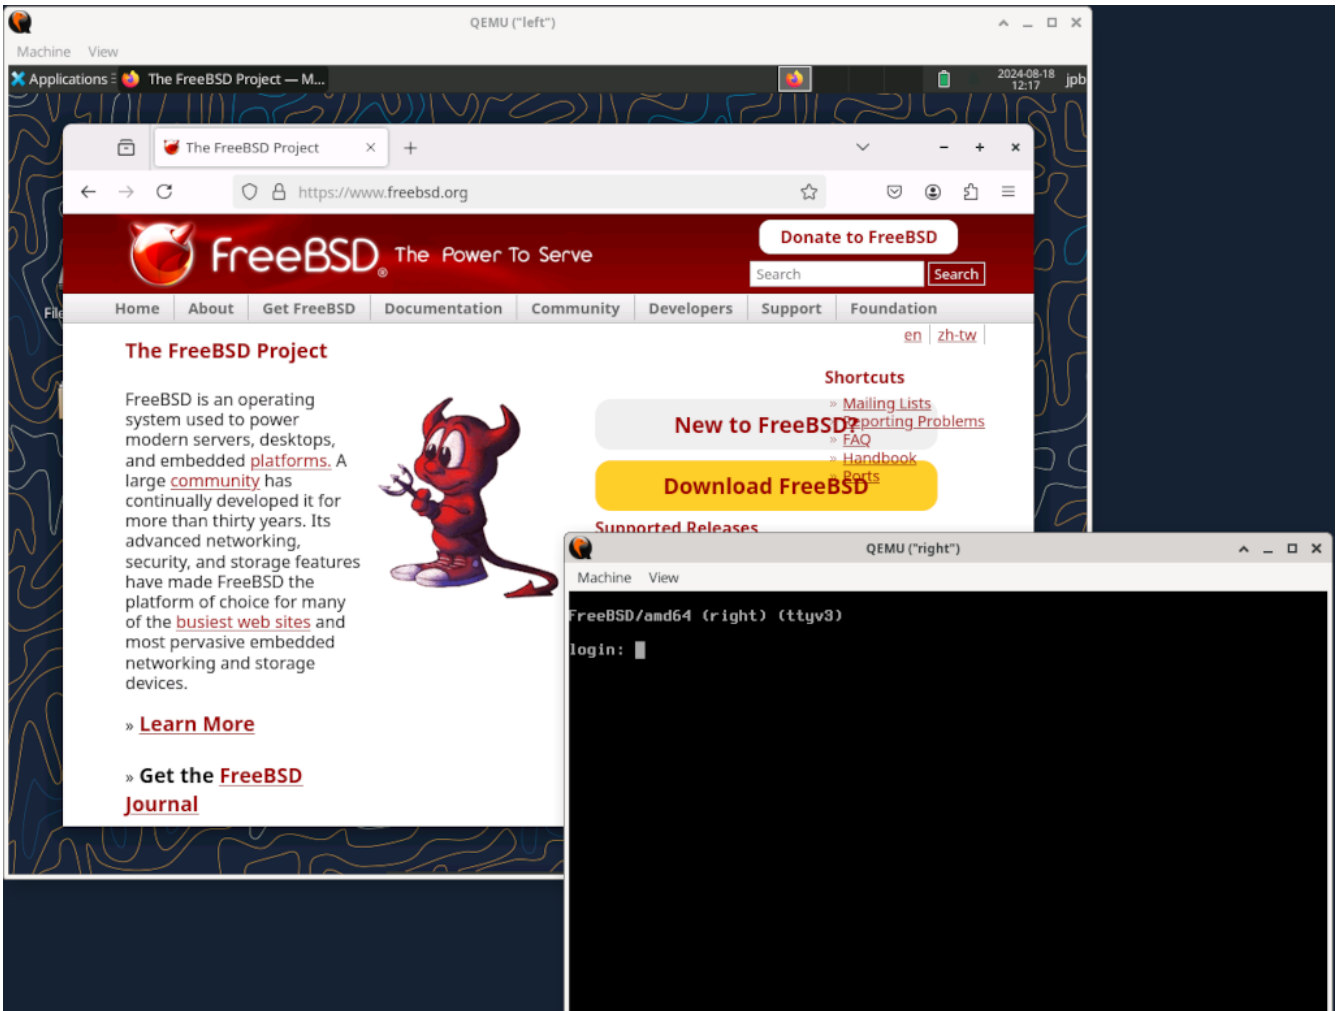 QEMU ("left")
Machine View
Applications The FreeBSD Project — M... 2024-08-18 12:17 jpb
The FreeBSD Project
https://www.freebsd.org
FreeBSD® The Power To Serve
Donate to FreeBSD
Search Search
Home About Get FreeBSD Documentation Community Developers Support Foundation
File
en zh-tw
The FreeBSD Project
FreeBSD is an operating
system used to power
modern servers, desktops,
and embedded platforms. A
large community has
continually developed it for
more than thirty years. Its
advanced networking,
security, and storage features
have made FreeBSD the
platform of choice for many
of the busiest web sites and
most pervasive embedded
networking and storage
devices.
» Learn More
» Get the FreeBSD
Journal
New to FreeBSD?
Download FreeBSD
Supported Releases
Shortcuts
» Mailing Lists
» Reporting Problems
» FAQ
» Handbook
» Ports
QEMU ("right")
Machine View
FreeBSD/amd64 (right) (ttyv3)
login: